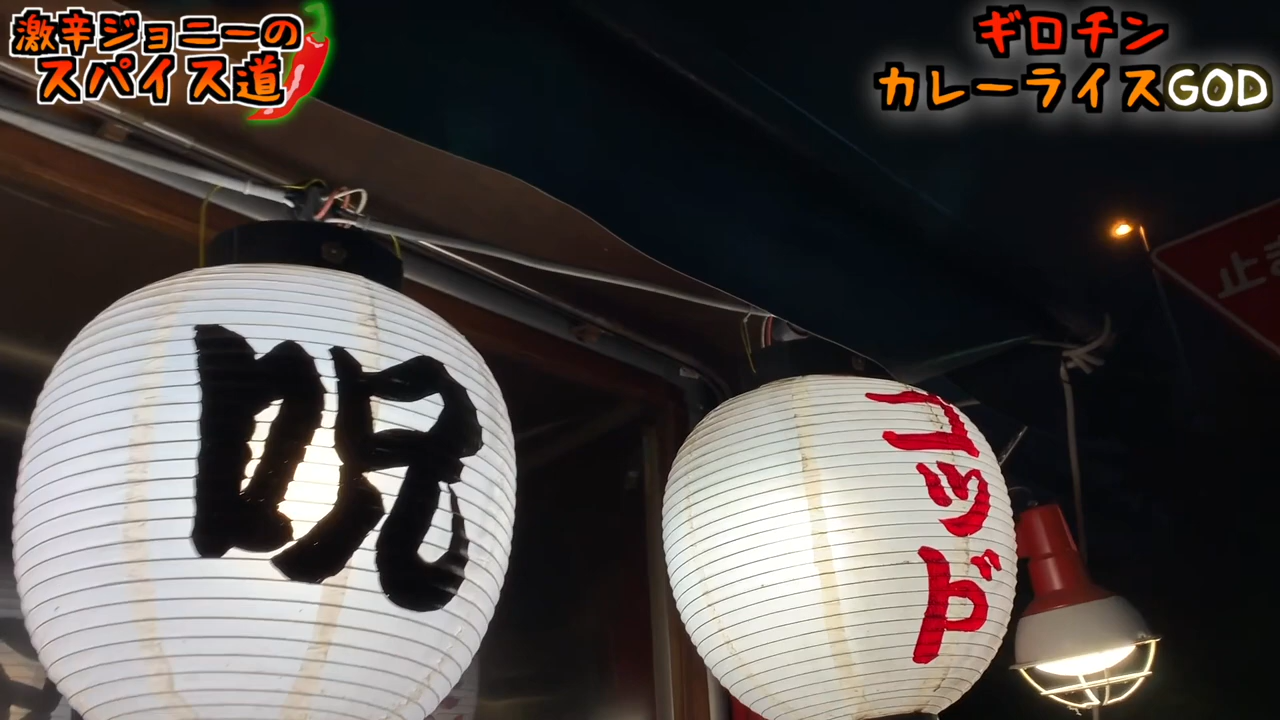 激辛ジョニーの
スパイス道
ギロチン
カレーライスGOD
呪
ゴッド
止